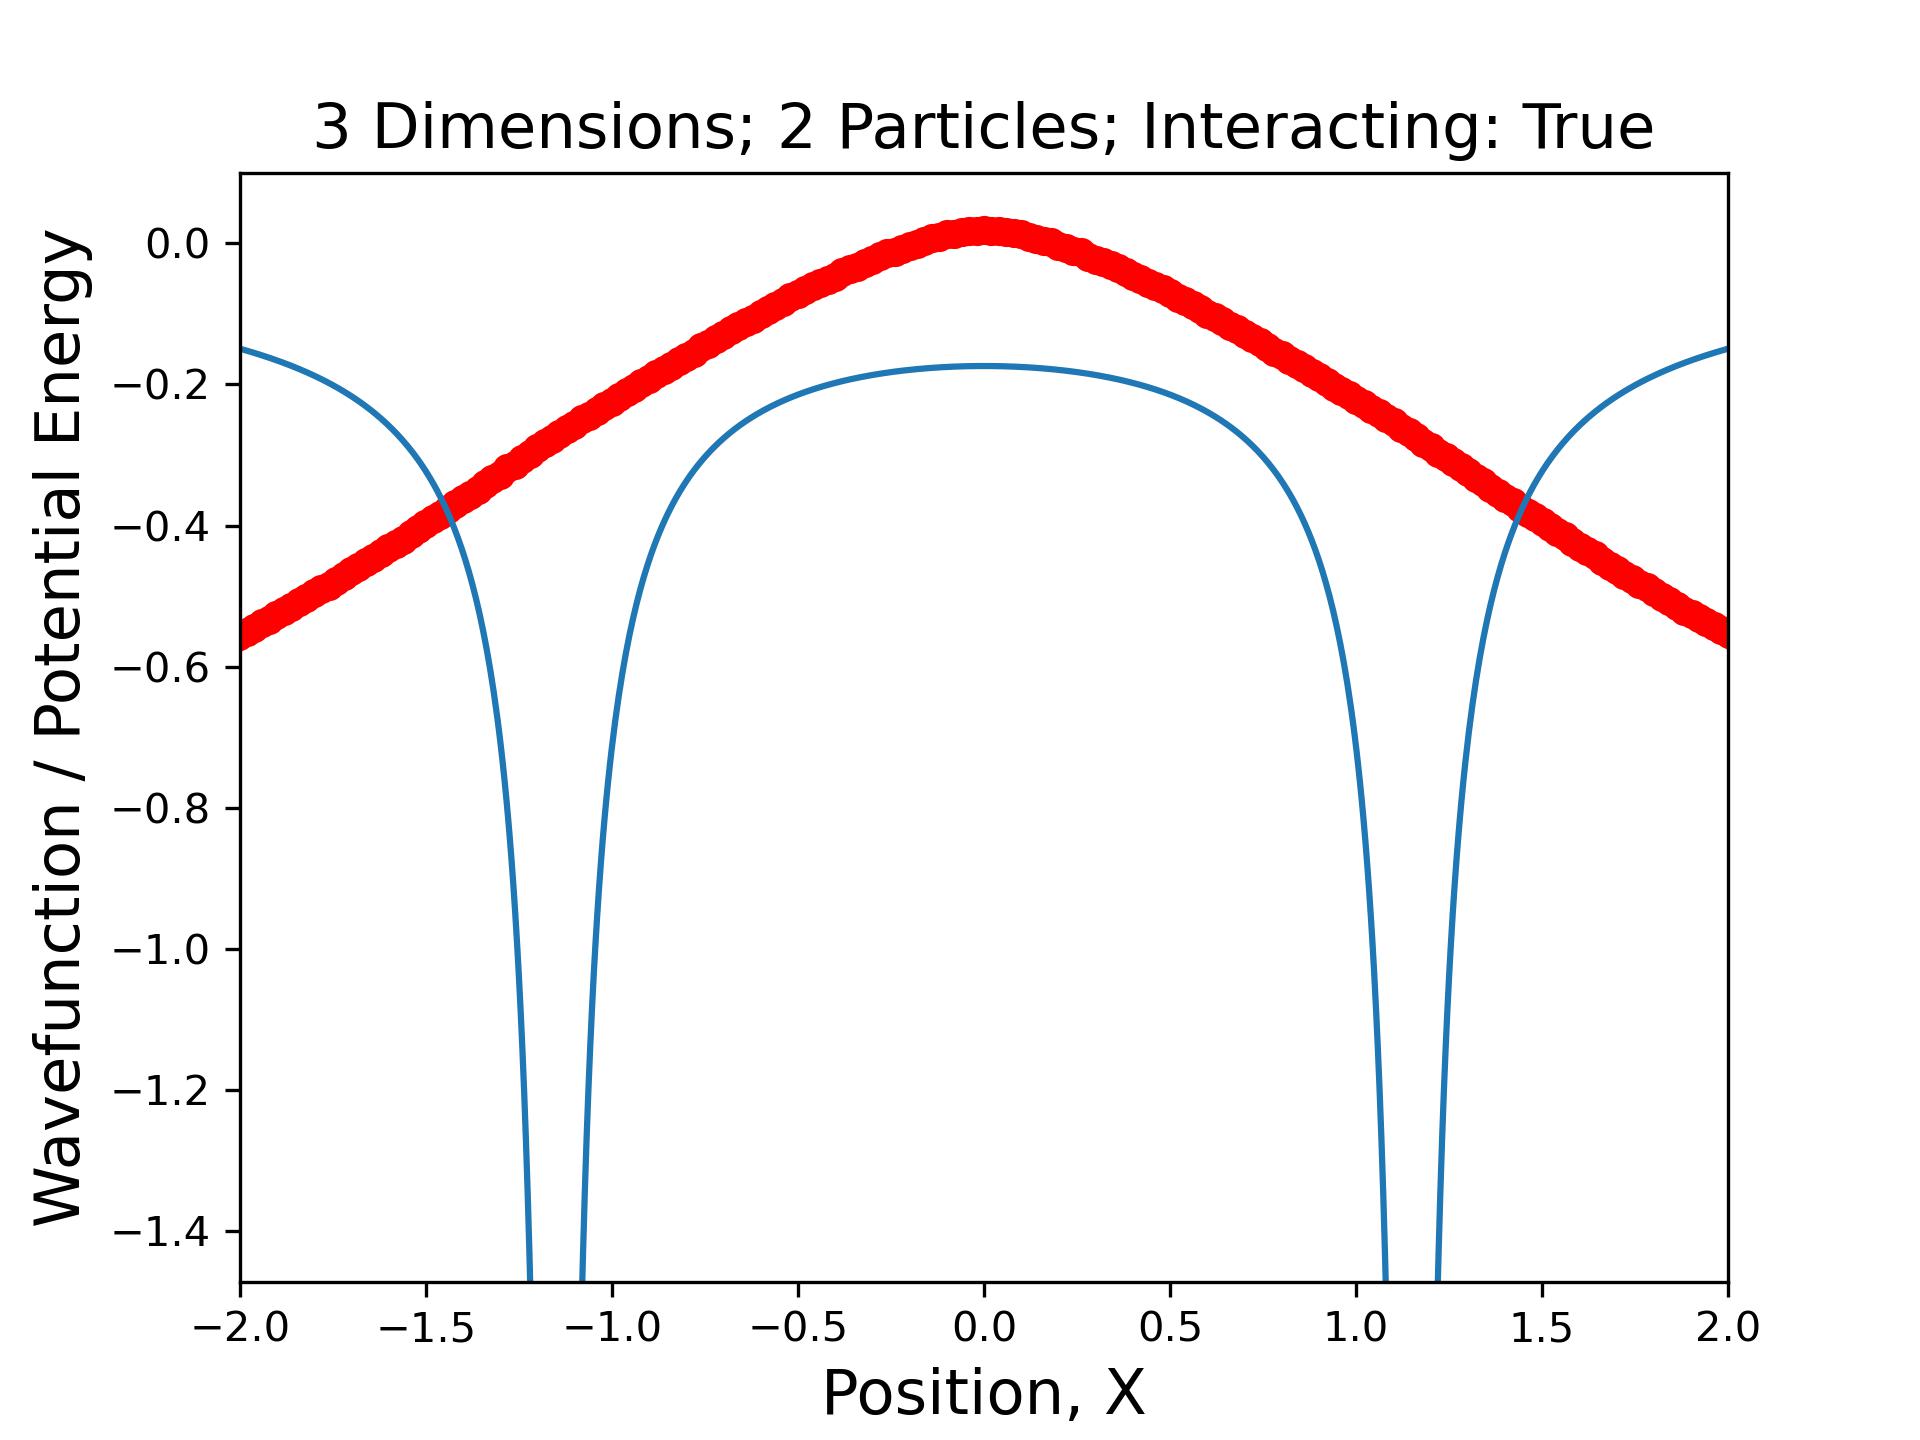 3 Dimensions; 2 Particles; Interacting: True
Wavefunction / Potential Energy
0.0
−0.2
−0.4
−0.6
−0.8
−1.0
−1.2
−1.4
−2.0 −1.5 −1.0 −0.5 0.0 0.5 1.0 1.5 2.0
Position, X